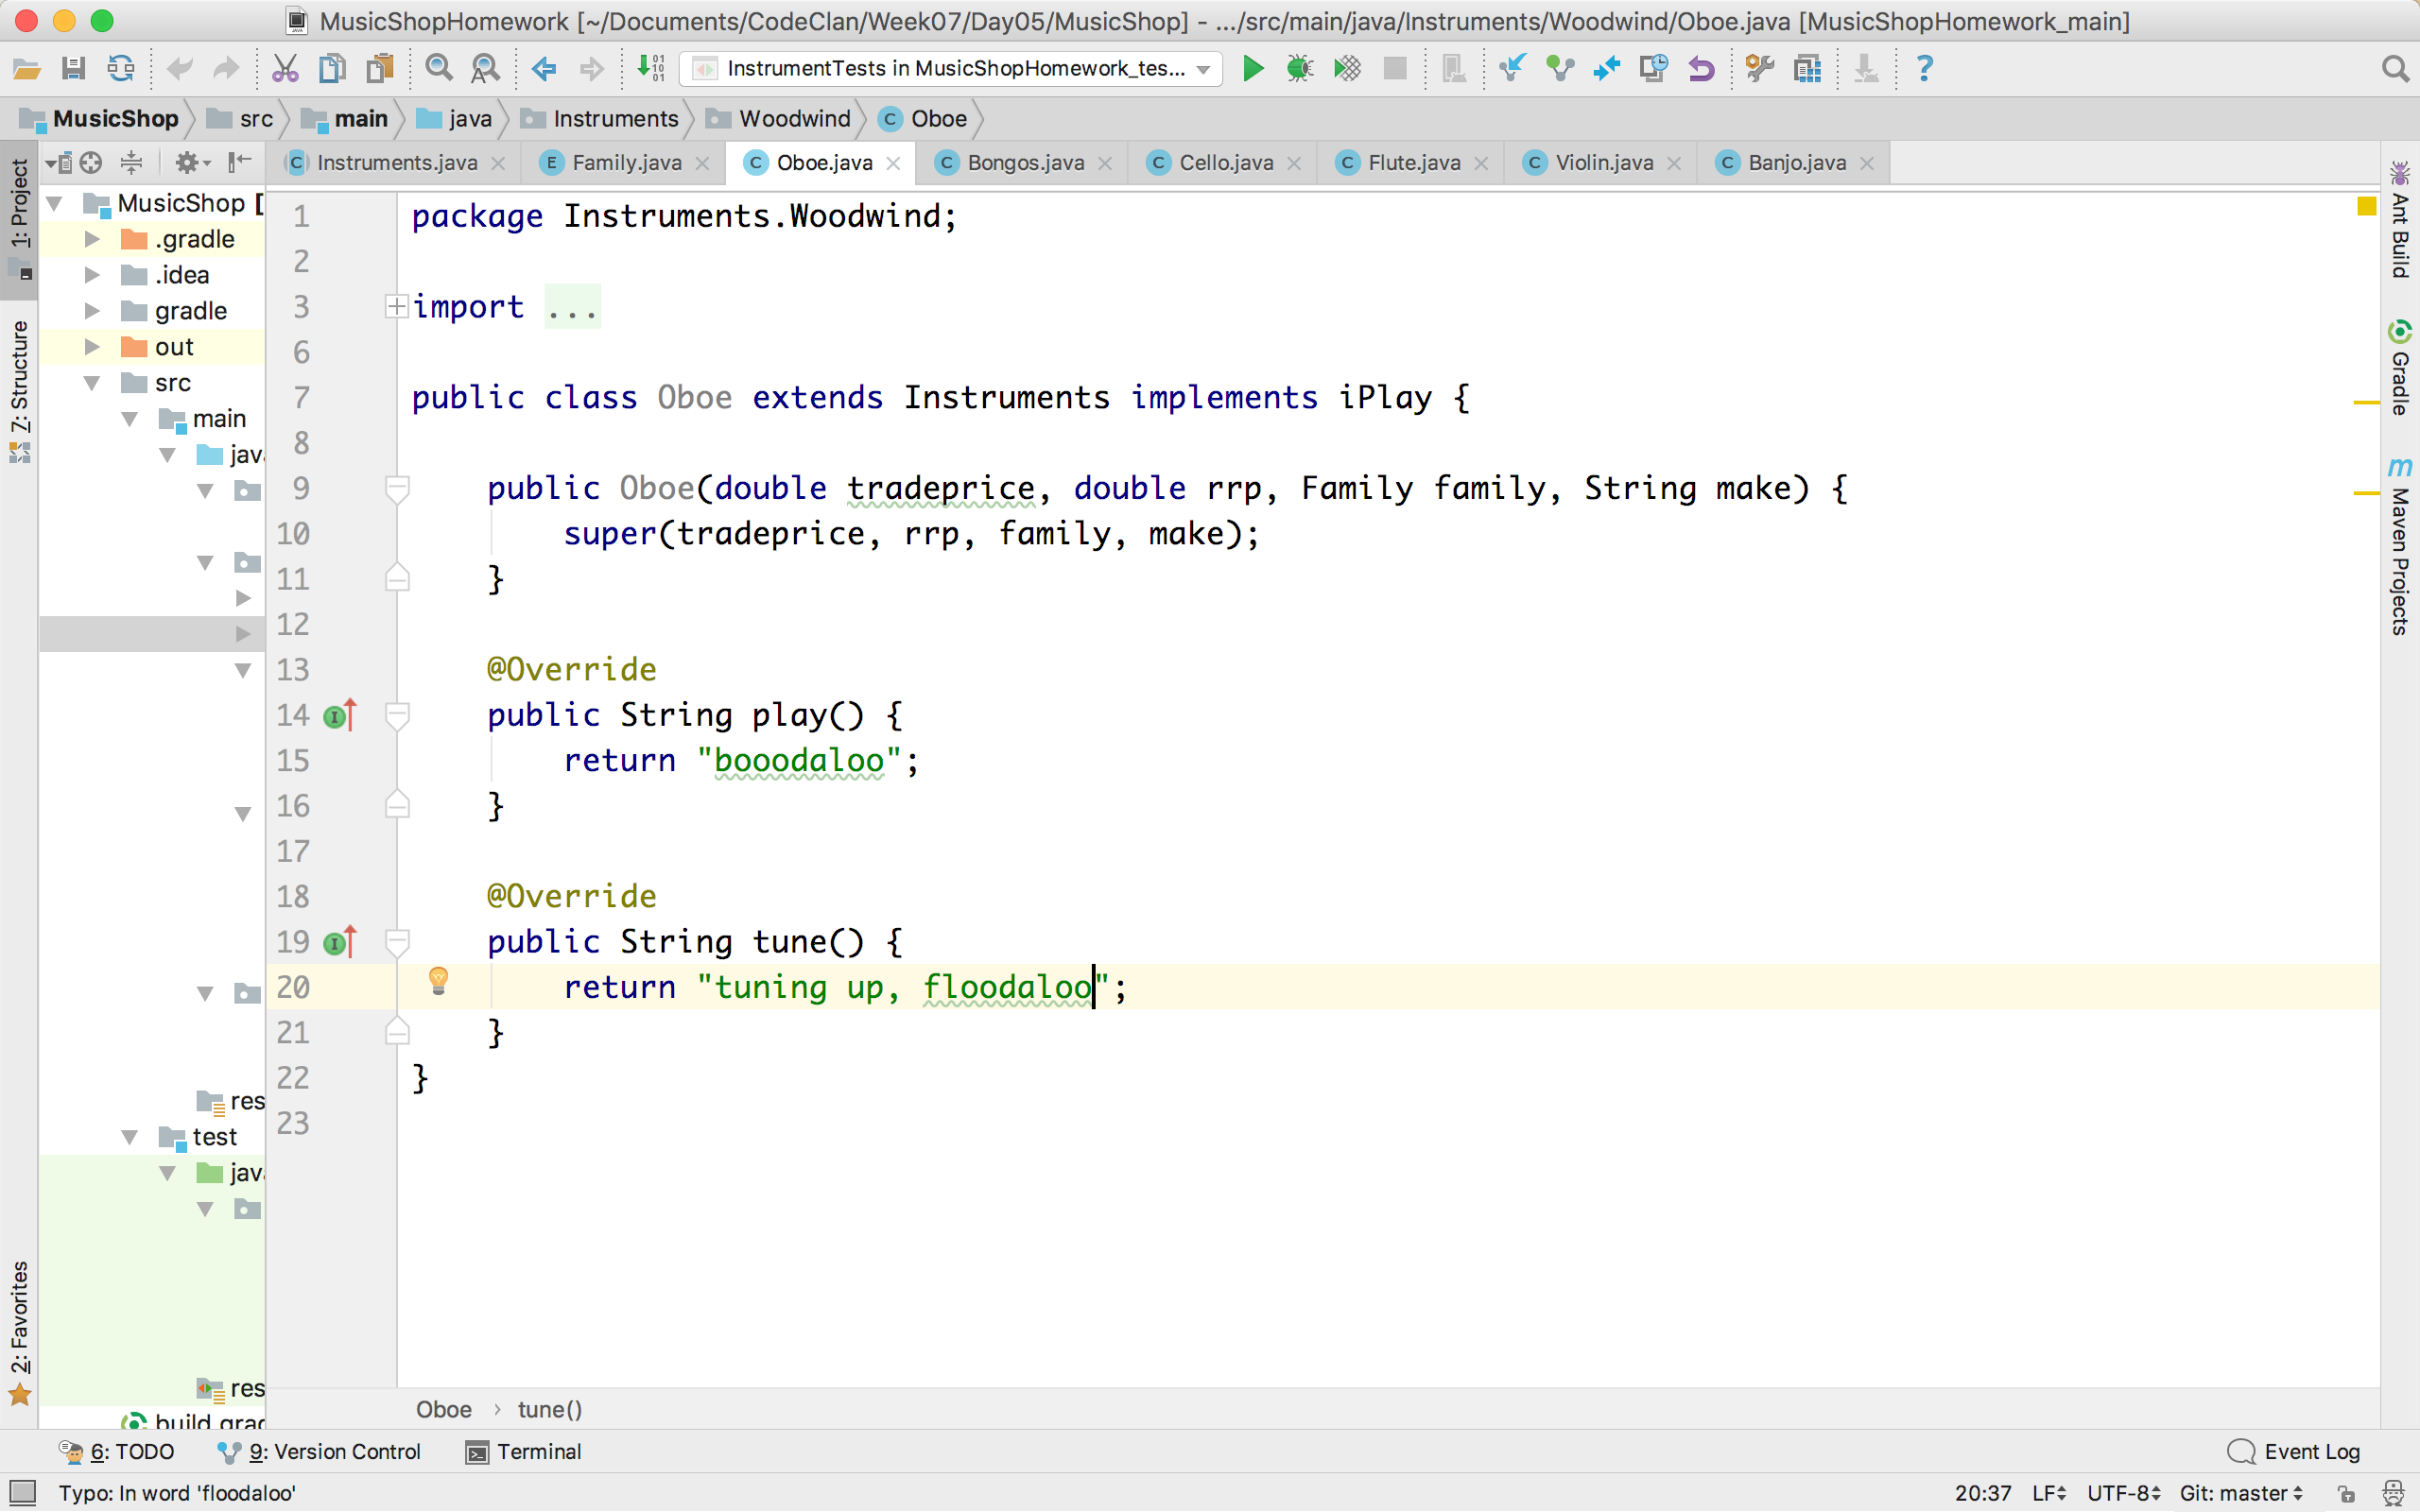 MusicShopHomework [~/Documents/CodeClan/Week07/Day05/MusicShop] - .../src/main/java/Instruments/Woodwind/Oboe.java [MusicShopHomework_main]
InstrumentTests in MusicShopHomework_tes...
MusicShop src main java Instruments Woodwind Oboe
Instruments.java Family.java Oboe.java Bongos.java Cello.java Flute.java Violin.java Banjo.java
1: Project
7: Structure
2: Favorites
MusicShop [
.gradle
.idea
gradle
out
src
main
java
res
test
java
res
build.grad
1 package Instruments.Woodwind;
2
3 import ...
6
7 public class Oboe extends Instruments implements iPlay {
8
9 public Oboe(double tradeprice, double rrp, Family family, String make) {
10 super(tradeprice, rrp, family, make);
11 }
12
13 @Override
14 public String play() {
15 return "booodaloo";
16 }
17
18 @Override
19 public String tune() {
20 return "tuning up, floodaloo";
21 }
22 }
23
Ant Build
Gradle
Maven Projects
Oboe › tune()
6: TODO 9: Version Control Terminal Event Log
Typo: In word 'floodaloo' 20:37 LF UTF-8 Git: master